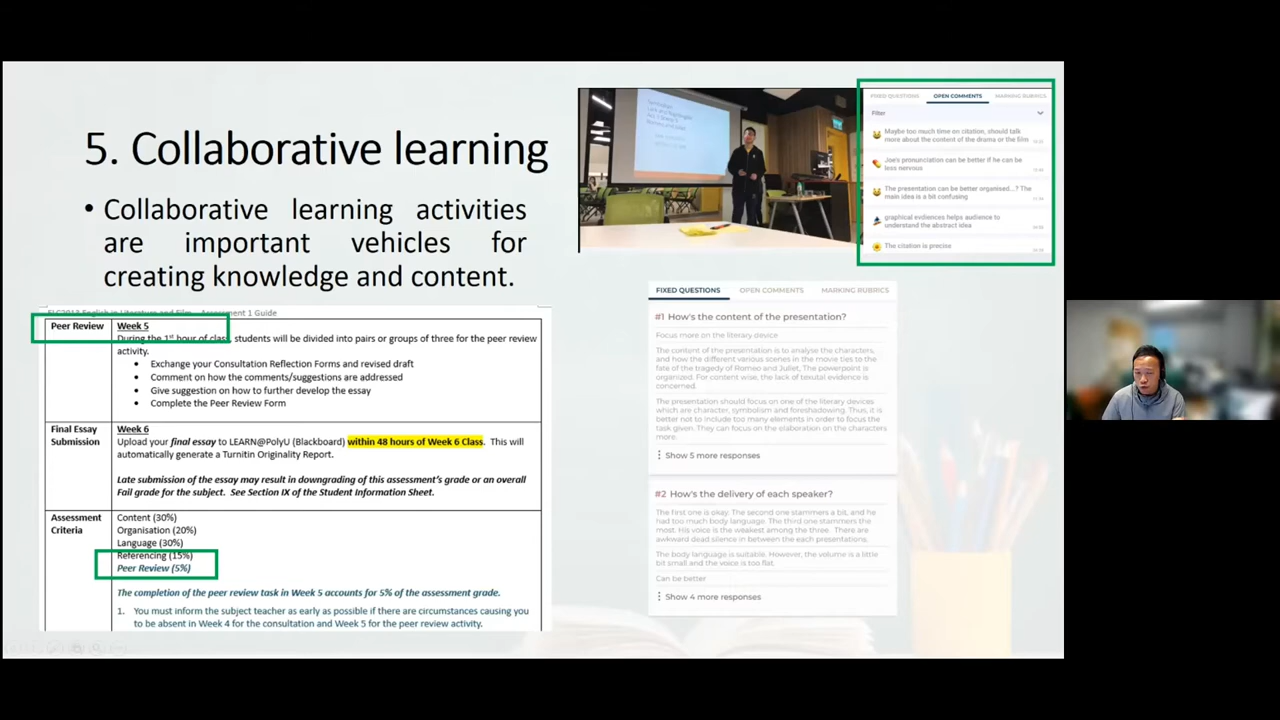 5. Collaborative learning
• Collaborative learning activities
are important vehicles for
creating knowledge and content.
ELC2013 English in Literature and Film Assessment 1 Guide
Peer Review
Week 5
During the 1st hour of class, students will be divided into pairs or groups of three for the peer review
activity.
• Exchange your Consultation Reflection Forms and revised draft
• Comment on how the comments/suggestions are addressed
• Give suggestion on how to further develop the essay
• Complete the Peer Review Form
Final Essay
Submission
Week 6
Upload your final essay to LEARN@PolyU (Blackboard) within 48 hours of Week 6 Class. This will
automatically generate a Turnitin Originality Report.
Late submission of the essay may result in downgrading of this assessment's grade or an overall
Fail grade for the subject. See Section IX of the Student Information Sheet.
Assessment
Criteria
Content (30%)
Organisation (20%)
Language (30%)
Referencing (15%)
Peer Review (5%)
The completion of the peer review task in Week 5 accounts for 5% of the assessment grade.
1. You must inform the subject teacher as early as possible if there are circumstances causing you
to be absent in Week 4 for the consultation and Week 5 for the peer review activity.
FIXED QUESTIONS OPEN COMMENTS MARKING RUBRICS
Filter
Maybe too much time on citation, should talk
more about the content of the drama or the film
Joe's pronunciation can be better if he can be
less nervous
The presentation can be better organised...? The
main idea is a bit confusing
graphical evdiences helps audience to
understand the abstract idea
The citation is precise
FIXED QUESTIONS OPEN COMMENTS MARKING RUBRICS
#1 How's the content of the presentation?
Focus more on the literary device
The content of the presentation is to analyse the characters,
and how the different various scenes in the movie ties to the
fate of the tragedy of Romeo and Juliet, The powerpoint is
organized. For content wise, the lack of texutal evidence is
concerned.
The presentation should focus on one of the literary devices
which are character, symbolism and foreshadowing. Thus, it is
better not to include too many elements in order to focus the
task given. They can focus on the elaboration on the characters
more.
Show 5 more responses
#2 How's the delivery of each speaker?
The first one is okay. The second one stammers a bit, and he
had too much body language. The third one stammers the
most. His voice is the weakest among the three. There are
awkward dead silence in between the each presentations.
The body language is suitable. However, the volume is a little
bit small and the voice is too flat.
Can be better
Show 4 more responses